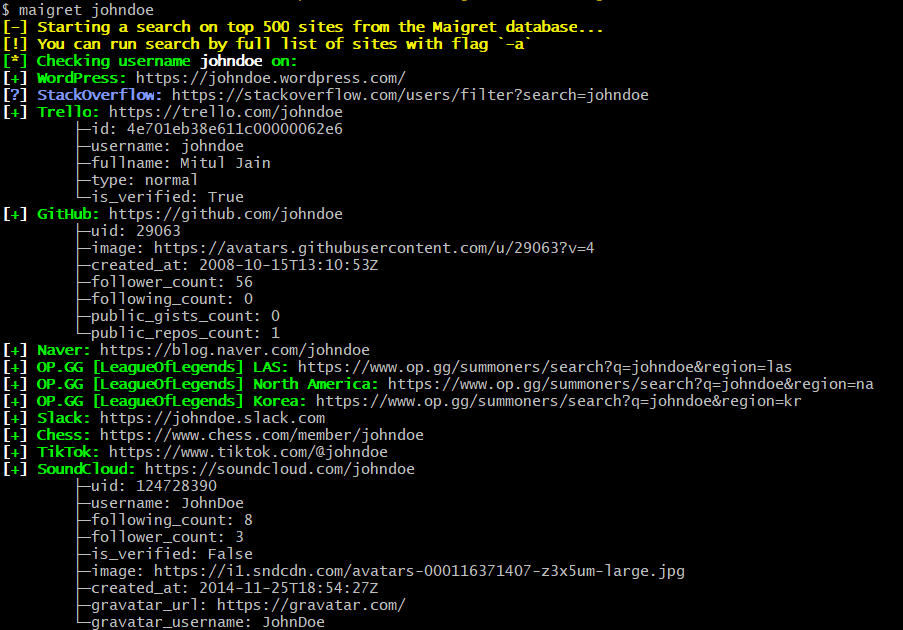 $ maigret johndoe
[-] Starting a search on top 500 sites from the Maigret database...
[!] You can run search by full list of sites with flag `-a`
[*] Checking username johndoe on:
[+] WordPress: https://johndoe.wordpress.com/
[?] StackOverflow: https://stackoverflow.com/users/filter?search=johndoe
[+] Trello: https://trello.com/johndoe
├─id: 4e701eb38e611c00000062e6
├─username: johndoe
├─fullname: Mitul Jain
├─type: normal
└─is_verified: True
[+] GitHub: https://github.com/johndoe
├─uid: 29063
├─image: https://avatars.githubusercontent.com/u/29063?v=4
├─created_at: 2008-10-15T13:10:53Z
├─follower_count: 56
├─following_count: 0
├─public_gists_count: 0
└─public_repos_count: 1
[+] Naver: https://blog.naver.com/johndoe
[+] OP.GG [LeagueOfLegends] LAS: https://www.op.gg/summoners/search?q=johndoe&region=las
[+] OP.GG [LeagueOfLegends] North America: https://www.op.gg/summoners/search?q=johndoe&region=na
[+] OP.GG [LeagueOfLegends] Korea: https://www.op.gg/summoners/search?q=johndoe&region=kr
[+] Slack: https://johndoe.slack.com
[+] Chess: https://www.chess.com/member/johndoe
[+] TikTok: https://www.tiktok.com/@johndoe
[+] SoundCloud: https://soundcloud.com/johndoe
├─uid: 124728390
├─username: JohnDoe
├─following_count: 8
├─follower_count: 3
├─is_verified: False
├─image: https://i1.sndcdn.com/avatars-000116371407-z3x5um-large.jpg
├─created_at: 2014-11-25T18:54:27Z
├─gravatar_url: https://gravatar.com/
└─gravatar_username: JohnDoe